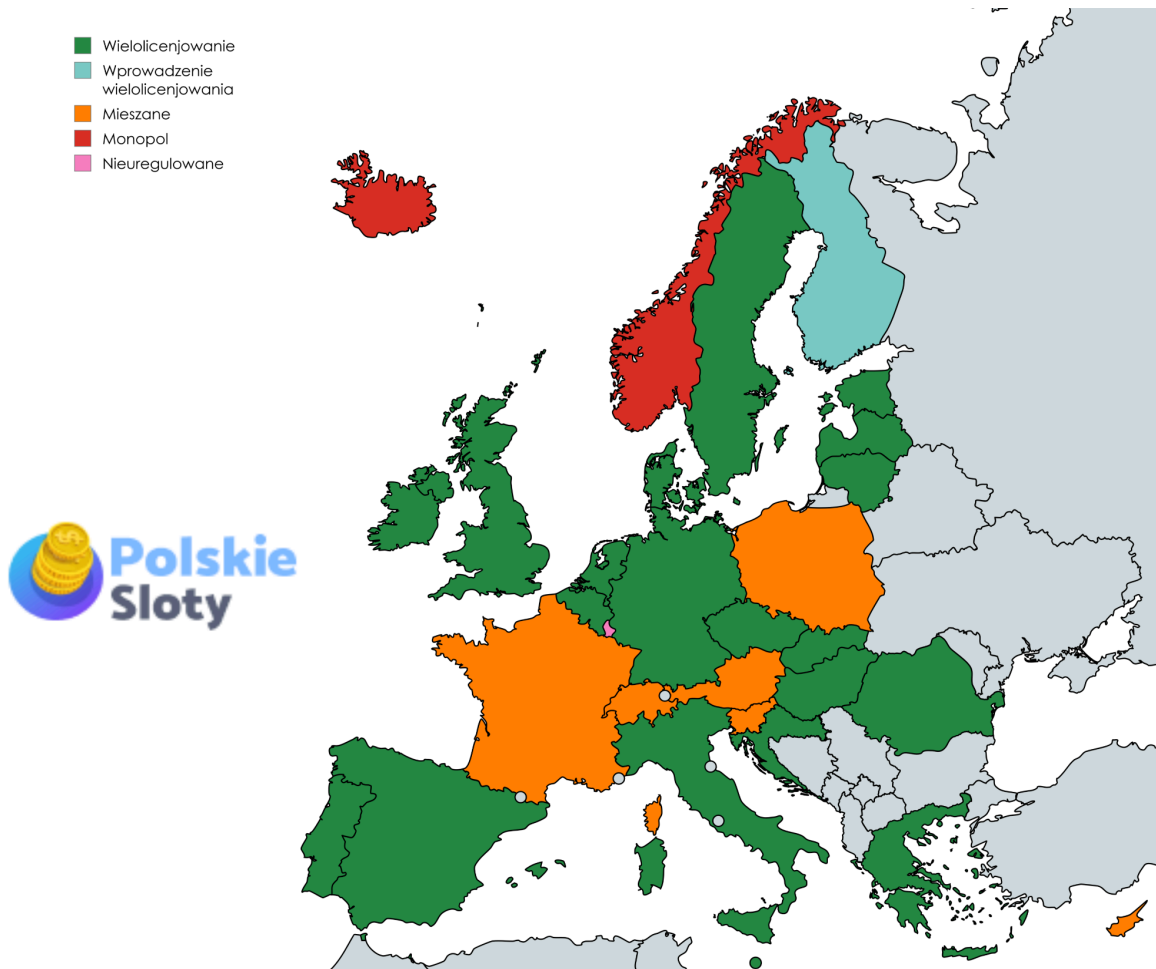 Wielolicenjowanie
Wprowadzenie
wielolicenjowania
Mieszane
Monopol
Nieuregulowane
Polskie
Sloty